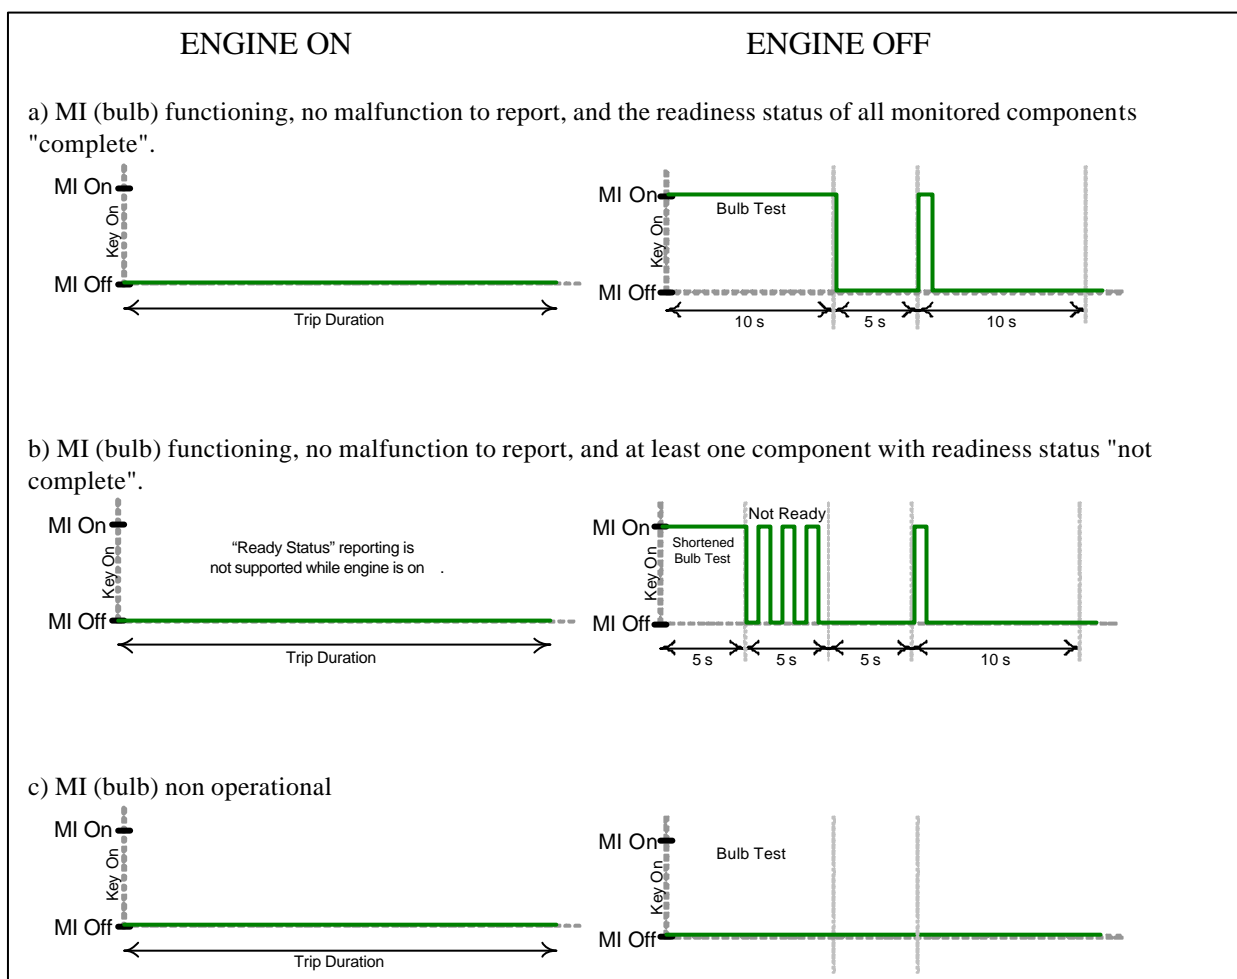 ENGINE ON
ENGINE OFF
a) MI (bulb) functioning, no malfunction to report, and the readiness status of all monitored components
"complete".
MI On
Key On
MI Off
Trip Duration
MI On
Bulb Test
Key On
MI Off
10 s
5 s
10 s
b) MI (bulb) functioning, no malfunction to report, and at least one component with readiness status "not
complete".
MI On
Key On
“Ready Status” reporting is
not supported while engine is on .
MI Off
Trip Duration
Not Ready
MI On
Shortened
Bulb Test
Key On
MI Off
5 s
5 s
5 s
10 s
c) MI (bulb) non operational
MI On
Key On
MI Off
Trip Duration
MI On
Bulb Test
Key On
MI Off